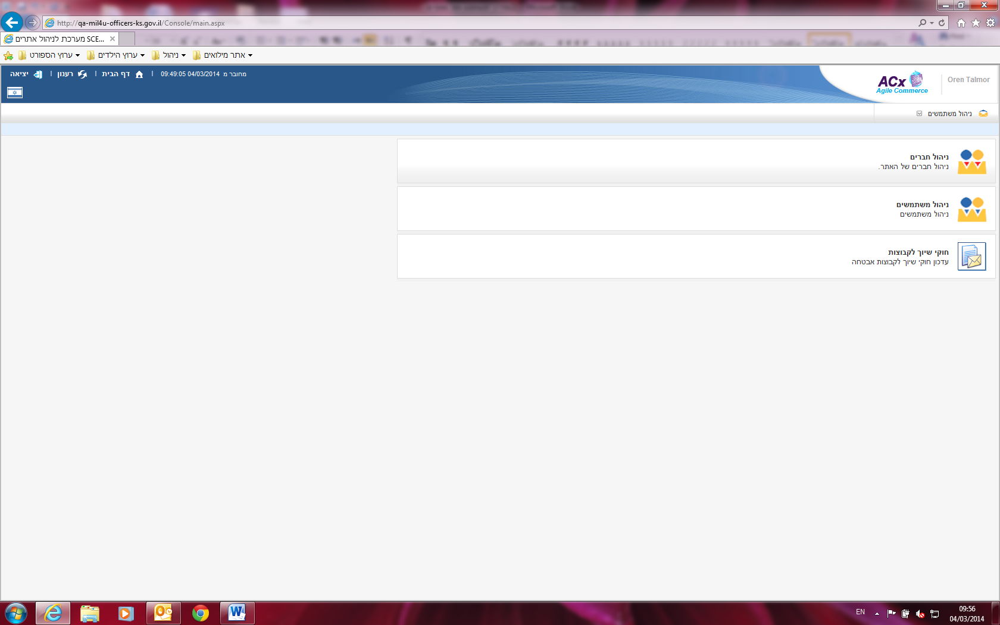 http://qa-mil4u-officers-ks.gov.il/Console/main.aspx
מערכת לניהול אתרים SCE...
ערוץ הספורט
ערוץ הילדים
ניהול
אתר מילואים
יציאה
רענון
דף הבית
מחובר מ 04/03/2014 09:49:05
ACx
Agile Commerce
Oren Talmor
ניהול משתמשים
ניהול חברים
ניהול חברים של האתר.
ניהול משתמשים
ניהול משתמשים
חוקי שיוך לקבוצות
עדכון חוקי שיוך לקבוצות אבטחה
EN
09:56
04/03/2014